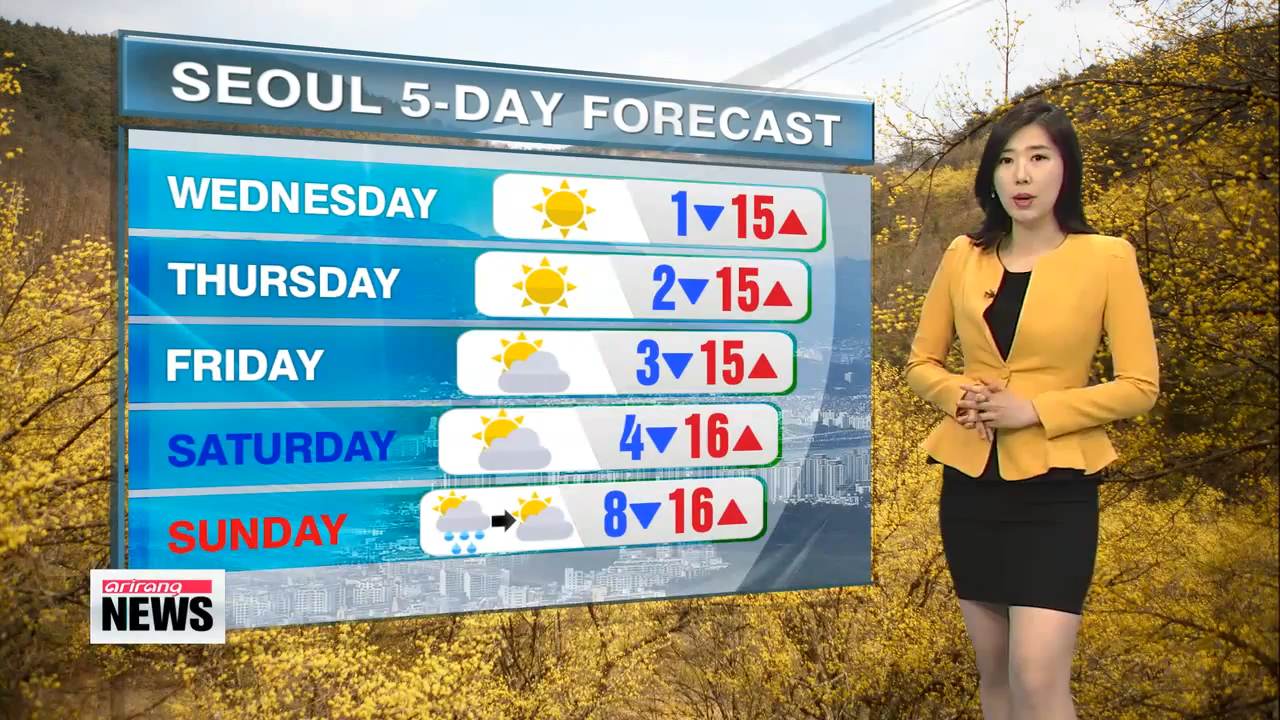 SEOUL 5-DAY FORECAST
WEDNESDAY 1▼15▲
THURSDAY 2▼15▲
FRIDAY 3▼15▲
SATURDAY 4▼16▲
SUNDAY 8▼16▲
arirang
NEWS